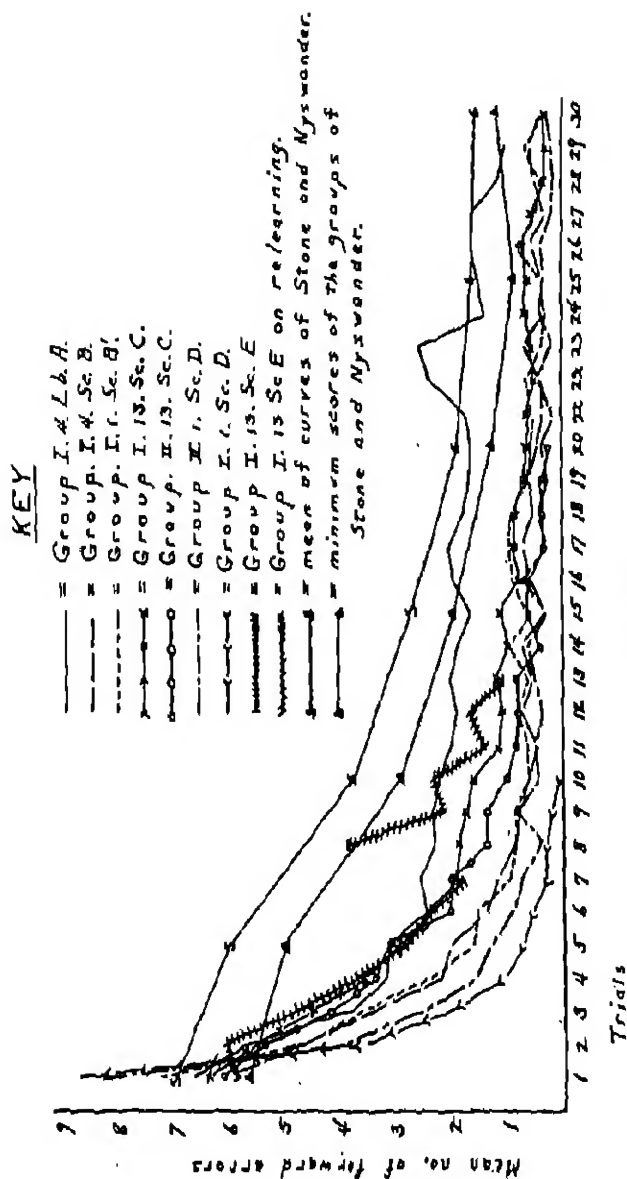 KEY
= Group I. 4. Lb. A.
= Group. I. 4. Sc. B.
= Group. I. 1. Sc. B'.
= Group I. 13. Sc. C.
= Group. II. 13. Sc. C.
= Group II. 1. Sc. D.
= Group I. 1. Sc. D.
= Group I. 13. Sc. E
= Group I. 13 Sc E on relearning.
= mean of curves of Stone and Nyswander.
= minimum scores of the groups of
Stone and Nyswander.
Mean no. of forward errors
9
8
7
6
5
4
3
2
1
1 2 3 4 5 6 7 8 9 10 11 12 13 14 15 16 17 18 19 20 22 22 23 24 25 26 27 28 29 30
Trials